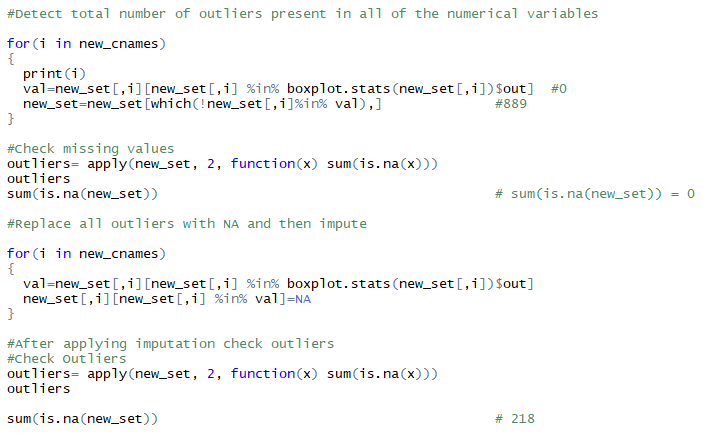 #Detect total number of outliers present in all of the numerical variables
for(i in new_cnames)
{
print(i)
val=new_set[,i][new_set[,i] %in% boxplot.stats(new_set[,i])$out] #0
new_set=new_set[which(!new_set[,i]%in% val),] #889
}
#Check missing values
outliers= apply(new_set, 2, function(x) sum(is.na(x)))
outliers
sum(is.na(new_set)) # sum(is.na(new_set)) = 0
#Replace all outliers with NA and then impute
for(i in new_cnames)
{
val=new_set[,i][new_set[,i] %in% boxplot.stats(new_set[,i])$out]
new_set[,i][new_set[,i] %in% val]=NA
}
#After applying imputation check outliers
#Check Outliers
outliers= apply(new_set, 2, function(x) sum(is.na(x)))
outliers
sum(is.na(new_set)) # 218